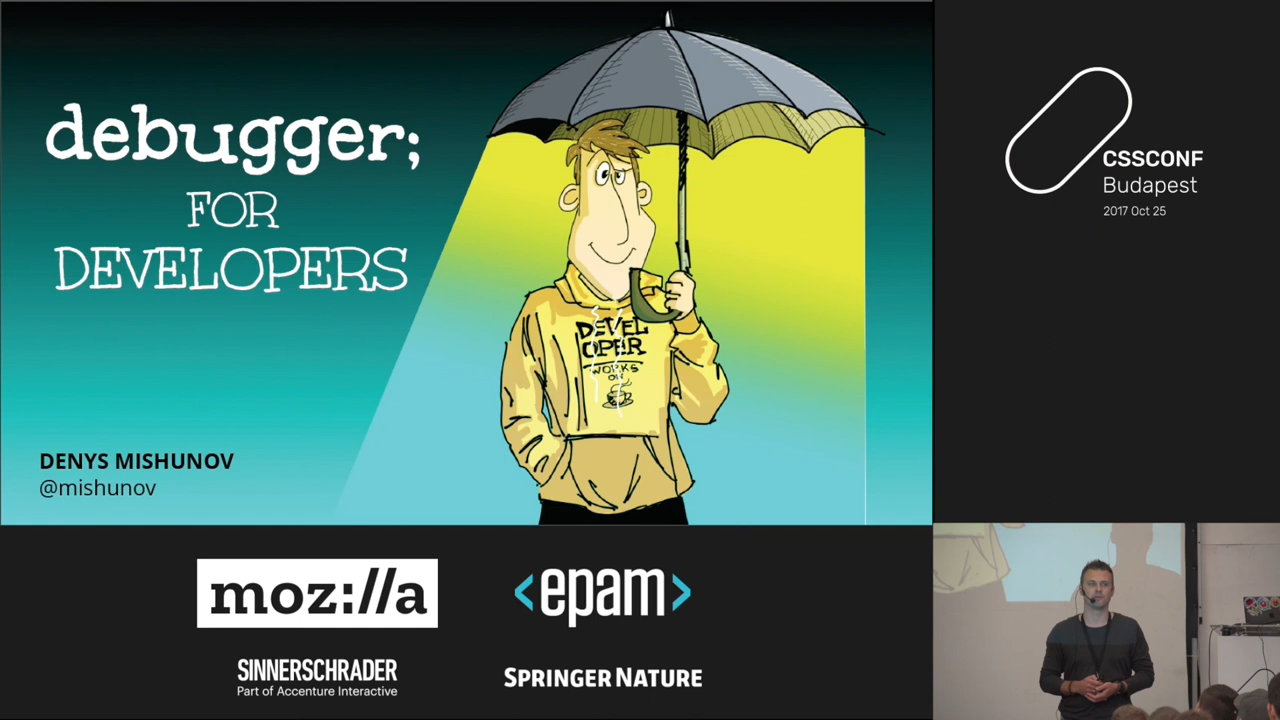 debugger;
FOR
DEVELOPERS
DENYS MISHUNOV
@mishunov
DEVEL
OPER
WORKS
ON
CSSCONF
Budapest
2017 Oct 25
moz://a
<epam>
SINNERSCHRADER
Part of Accenture Interactive
SPRINGER NATURE